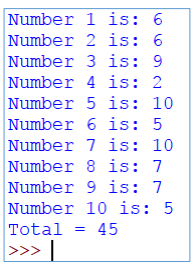 Number 1 is: 6
Number 2 is: 6
Number 3 is: 9
Number 4 is: 2
Number 5 is: 10
Number 6 is: 5
Number 7 is: 10
Number 8 is: 7
Number 9 is: 7
Number 10 is: 5
Total = 45
>>>